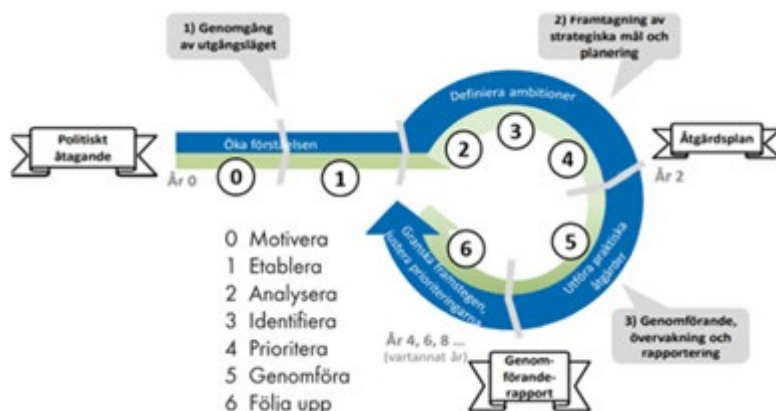 1) Genomgång
av utgångsläget
2) Framtagning av
strategiska mål och
planering
Definiera ambitioner
Politiskt
åtagande
Öka förståelsen
Åtgärdsplan
År 0
0
1
2
3
4
År 2
5
6
Utföra praktiska
åtgärder
Granska framstegen,
justera prioriteringarna
0 Motivera
1 Etablera
2 Analysera
3 Identifiera
4 Prioritera
5 Genomföra
6 Följa upp
År 4, 6, 8 ...
(vartannat år)
Genom-
förande-
rapport
3) Genomförande,
övervakning och
rapportering